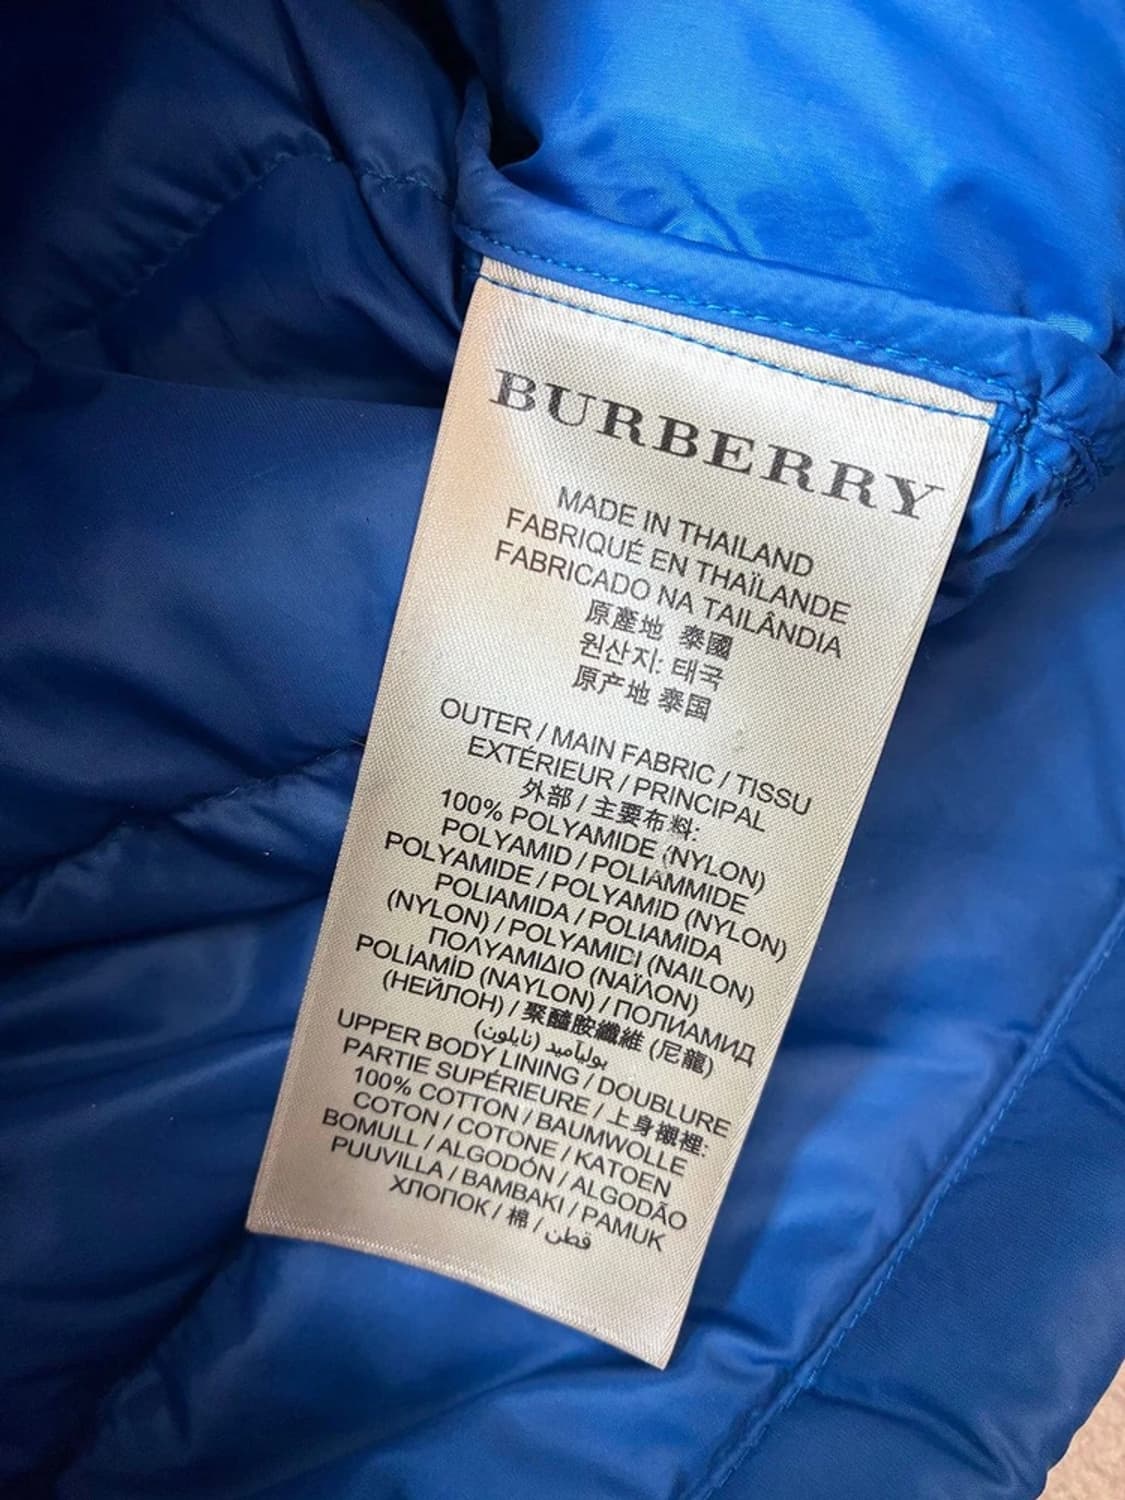 BURBERRY
MADE IN THAILAND
FABRIQUÉ EN THAÏLANDE
FABRICADO NA TAILÂNDIA
原產地 泰國
원산지: 태국
原产地 泰国
OUTER / MAIN FABRIC / TISSU
EXTÉRIEUR / PRINCIPAL
外部 / 主要布料:
100% POLYAMIDE (NYLON)
POLYAMID / POLIAMMIDE
POLYAMIDE / POLYAMID (NYLON)
POLIAMIDA / POLIAMIDA
(NYLON) / POLYAMIDI (NAILON)
ΠΟΛΥΑΜΙΔΙΟ (ΝΑΪΛΟΝ)
POLİAMİD (NAYLON) / ПОЛИАМИД
(НЕЙЛОН) / 聚醯胺纖維 (尼龍)
بولياميد (نايلون)
UPPER BODY LINING / DOUBLURE
PARTIE SUPÉRIEURE / 上身襯裡:
100% COTTON / BAUMWOLLE
COTON / COTONE / KATOEN
BOMULL / ALGODÓN / ALGODÃO
PUUVILLA / BAMBAKI / PAMUK
ХЛОПОК / 棉 / قطن